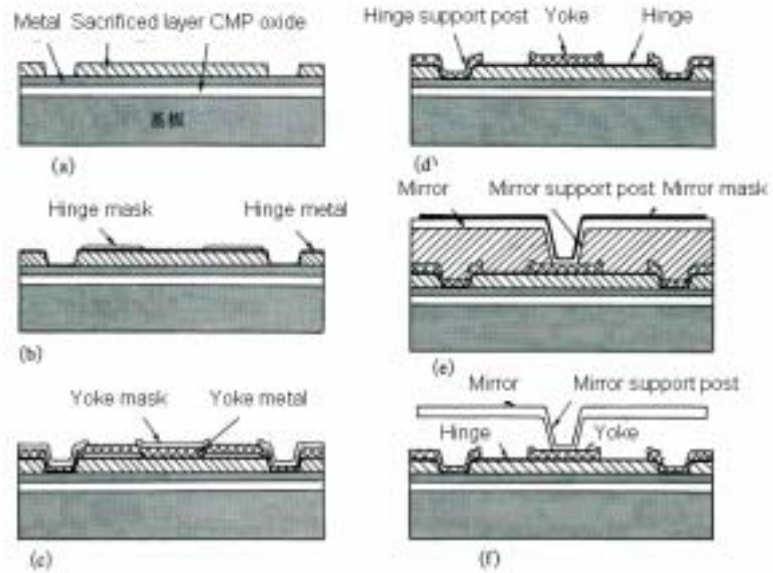 Metal Sacrificed layer CMP oxide
基板
(a)
Hinge mask
Hinge metal
(b)
Yoke mask
Yoke metal
(c)
Hinge support post
Yoke
Hinge
(d)
Mirror
Mirror support post
Mirror mask
(e)
Mirror
Mirror support post
Hinge
Yoke
(f)